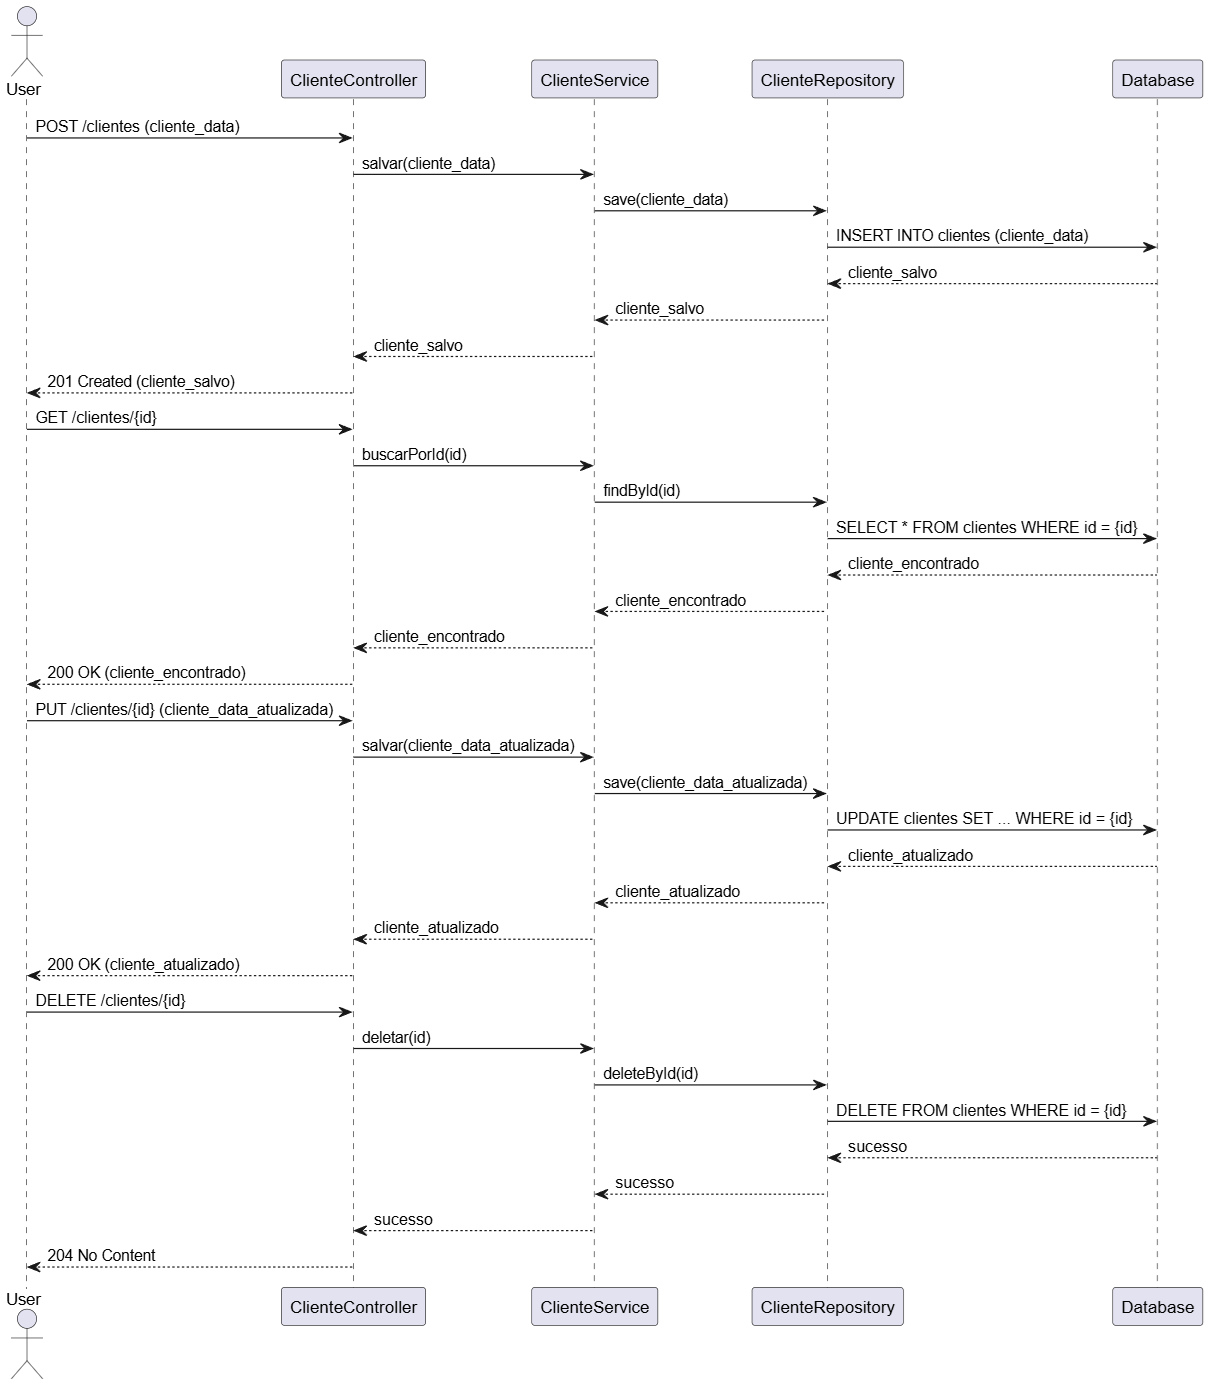 User
ClienteController
ClienteService
ClienteRepository
Database
POST /clientes (cliente_data)
salvar(cliente_data)
save(cliente_data)
INSERT INTO clientes (cliente_data)
cliente_salvo
cliente_salvo
cliente_salvo
201 Created (cliente_salvo)
GET /clientes/{id}
buscarPorId(id)
findById(id)
SELECT * FROM clientes WHERE id = {id}
cliente_encontrado
cliente_encontrado
cliente_encontrado
200 OK (cliente_encontrado)
PUT /clientes/{id} (cliente_data_atualizada)
salvar(cliente_data_atualizada)
save(cliente_data_atualizada)
UPDATE clientes SET ... WHERE id = {id}
cliente_atualizado
cliente_atualizado
cliente_atualizado
200 OK (cliente_atualizado)
DELETE /clientes/{id}
deletar(id)
deleteById(id)
DELETE FROM clientes WHERE id = {id}
sucesso
sucesso
sucesso
204 No Content
User
ClienteController
ClienteService
ClienteRepository
Database